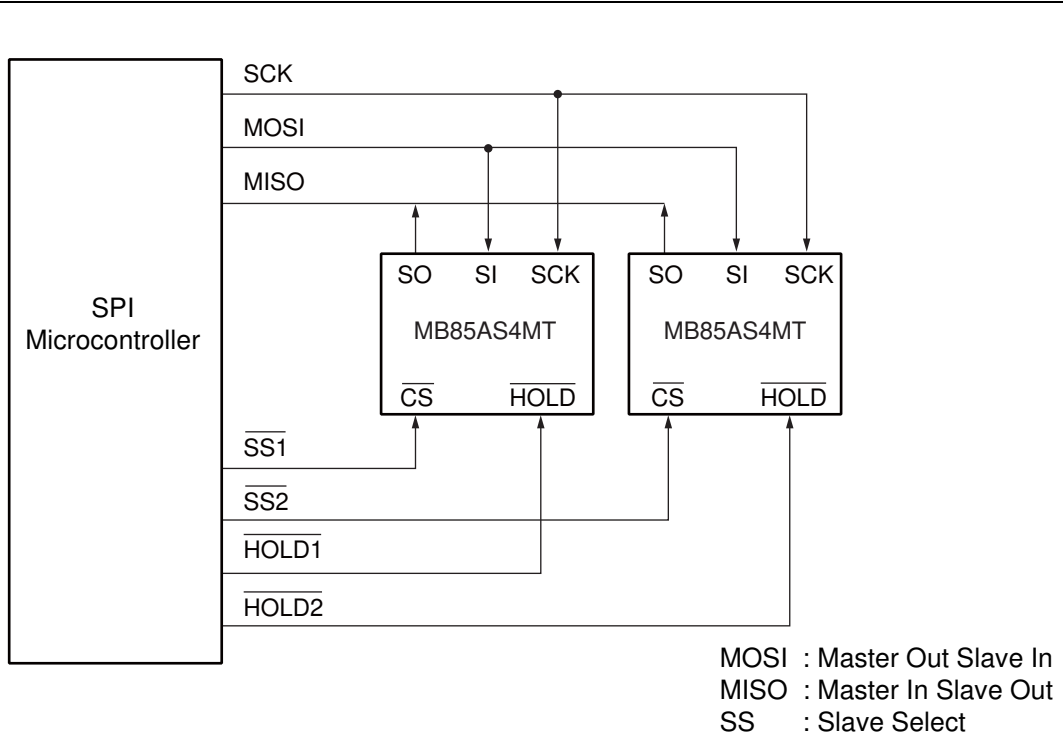 SCK
MOSI
MISO
SO SI SCK
MB85AS4MT
CS HOLD
SO SI SCK
MB85AS4MT
CS HOLD
SPI
Microcontroller
SS1
SS2
HOLD1
HOLD2
MOSI : Master Out Slave In
MISO : Master In Slave Out
SS : Slave Select